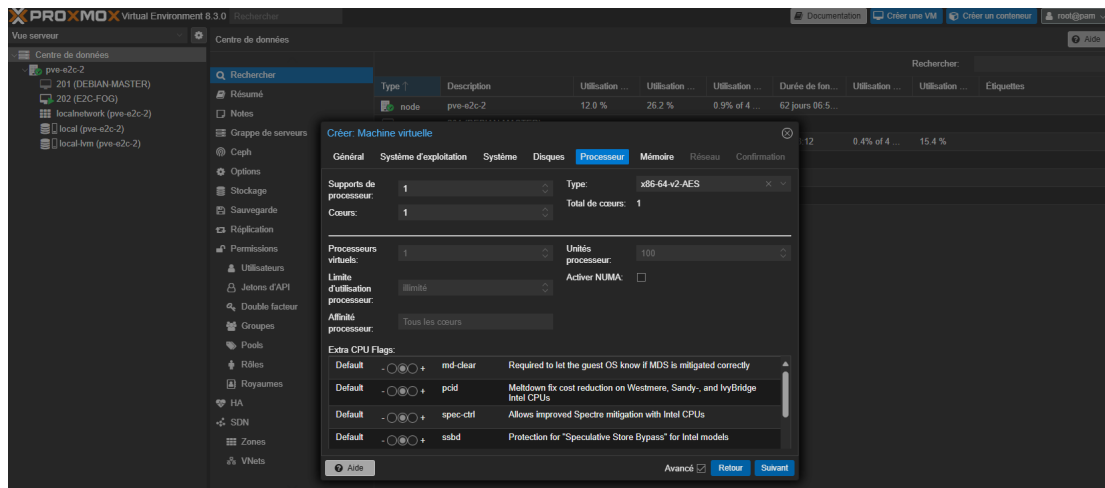 PROXMOX Virtual Environment 8.3.0 Rechercher
Documentation Créer une VM Créer un conteneur root@pam
Vue serveur
Centre de données
Aide
Centre de données
pve-e2c-2
201 (DEBIAN-MASTER)
202 (E2C-FOG)
localnetwork (pve-e2c-2)
local (pve-e2c-2)
local-lvm (pve-e2c-2)
Rechercher
Résumé
Notes
Grappe de serveurs
Ceph
Options
Stockage
Sauvegarde
Réplication
Permissions
Utilisateurs
Jetons d'API
Double facteur
Groupes
Pools
Rôles
Royaumes
HA
SDN
Zones
VNets
Rechercher:
Type ↑ Description Utilisation ... Utilisation ... Utilisation ... Durée de fon... Utilisation ... Utilisation ... Étiquettes
node pve-e2c-2 12.0 % 26.2 % 0.9% of 4 ... 62 jours 06:5...
:12 0.4% of 4 ... 15.4 %
Créer: Machine virtuelle
Général Système d'exploitation Système Disques Processeur Mémoire Réseau Confirmation
Supports de processeur: 1 Type: x86-64-v2-AES
Cœurs: 1 Total de cœurs: 1
Processeurs virtuels: 1 Unités processeur: 100
Limite d'utilisation processeur: illimité Activer NUMA:
Affinité processeur: Tous les cœurs
Extra CPU Flags:
Default - + md-clear Required to let the guest OS know if MDS is mitigated correctly
Default - + pcid Meltdown fix cost reduction on Westmere, Sandy-, and IvyBridge Intel CPUs
Default - + spec-ctrl Allows improved Spectre mitigation with Intel CPUs
Default - + ssbd Protection for "Speculative Store Bypass" for Intel models
Aide Avancé Retour Suivant